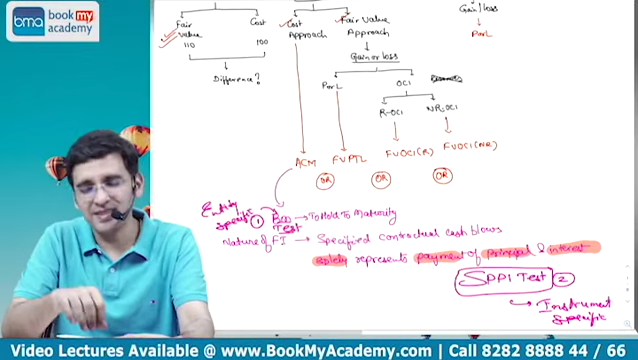 bma book my academy
Fair Value
110
Cost
100
Difference?
Cost Approach
Fair Value Approach
Gain or loss
P or L
OCI
R-OCI
NR-OCI
Gain/loss
P or L
ACM
FVPTL
FVOCI(R)
FVOCI(NR)
OR
OR
OR
Entity Specific
1
Test
→ To Hold To Maturity
Nature of FI → Specified Contractual cash flows
Solely represents payment of Principal & interest
SPPI Test 2
→ Instrument Specific
Video Lectures Available @ www.BookMyAcademy.com | Call 8282 8888 44 / 66